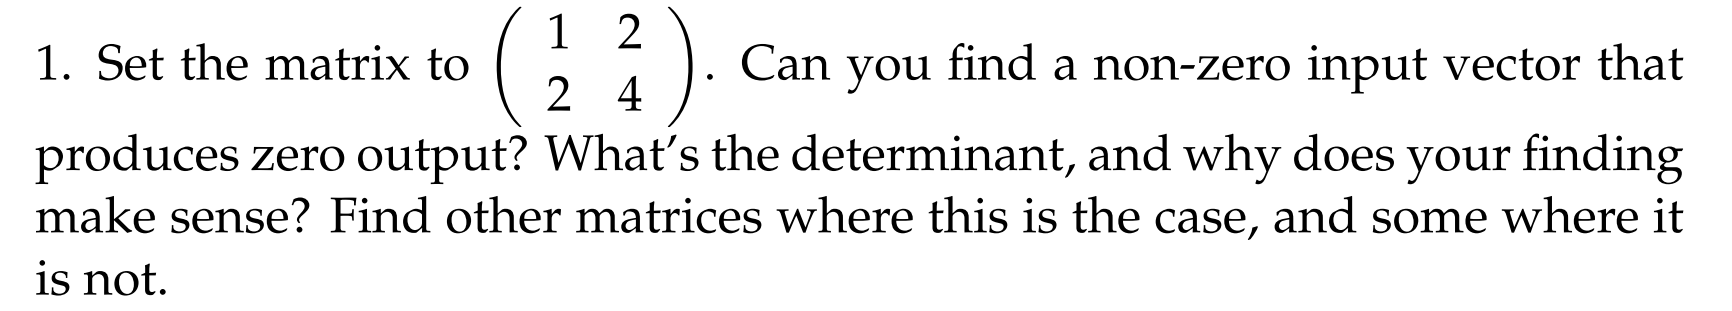 1. Set the matrix to ( 1 2 ; 2 4 ). Can you find a non-zero input vector that
produces zero output? What’s the determinant, and why does your finding
make sense? Find other matrices where this is the case, and some where it
is not.